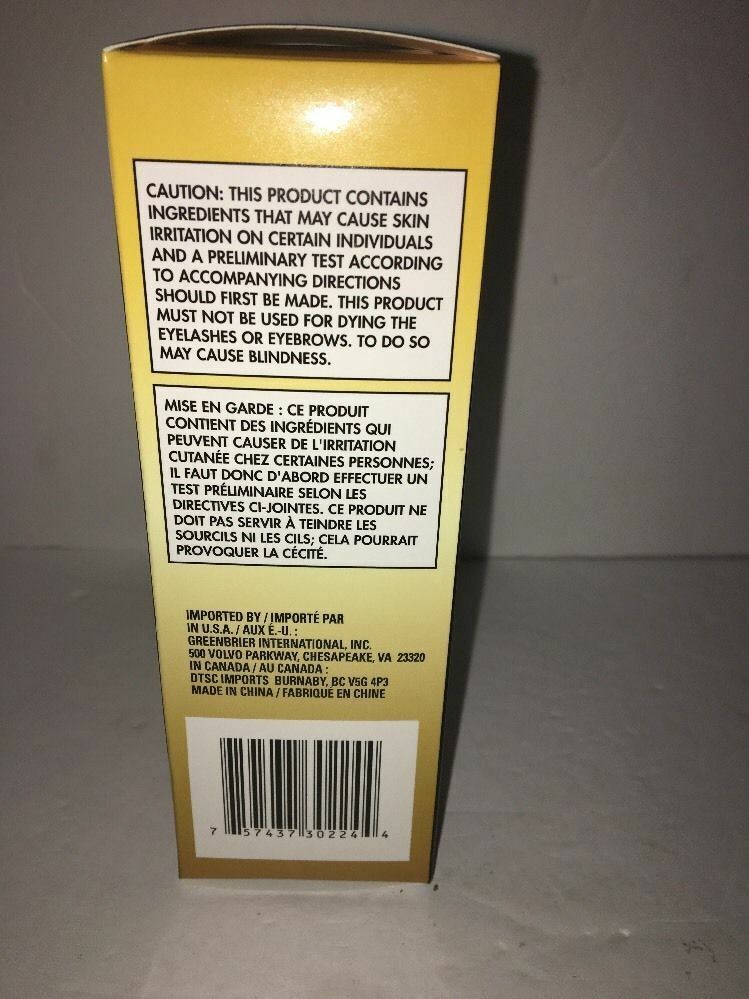 CAUTION: THIS PRODUCT CONTAINS
INGREDIENTS THAT MAY CAUSE SKIN
IRRITATION ON CERTAIN INDIVIDUALS
AND A PRELIMINARY TEST ACCORDING
TO ACCOMPANYING DIRECTIONS
SHOULD FIRST BE MADE. THIS PRODUCT
MUST NOT BE USED FOR DYING THE
EYELASHES OR EYEBROWS. TO DO SO
MAY CAUSE BLINDNESS.
MISE EN GARDE : CE PRODUIT
CONTIENT DES INGRÉDIENTS QUI
PEUVENT CAUSER DE L'IRRITATION
CUTANÉE CHEZ CERTAINES PERSONNES;
IL FAUT DONC D'ABORD EFFECTUER UN
TEST PRÉLIMINAIRE SELON LES
DIRECTIVES CI-JOINTES. CE PRODUIT NE
DOIT PAS SERVIR À TEINDRE LES
SOURCILS NI LES CILS; CELA POURRAIT
PROVOQUER LA CÉCITÉ.
IMPORTED BY / IMPORTÉ PAR
IN U.S.A. / AUX É.-U. :
GREENBRIER INTERNATIONAL, INC.
500 VOLVO PARKWAY, CHESAPEAKE, VA 23320
IN CANADA / AU CANADA :
DTSC IMPORTS BURNABY, BC V5G 4P3
MADE IN CHINA / FABRIQUÉ EN CHINE
7 57437 30224 4